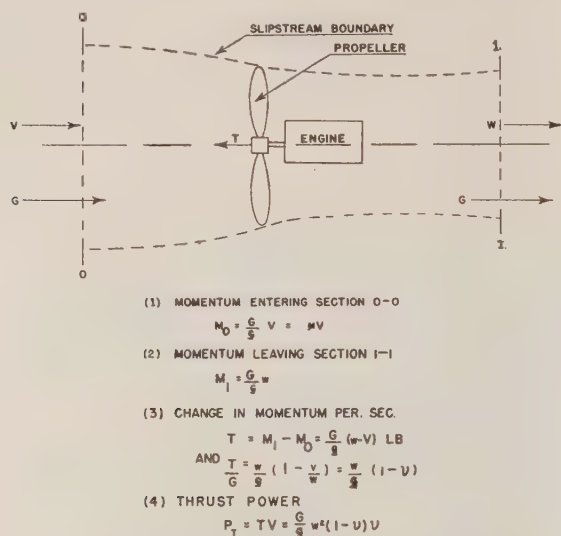 0
SLIPSTREAM BOUNDARY
PROPELLER
1
V
T
ENGINE
W
G
G
0
1
(1) MOMENTUM ENTERING SECTION 0-0
M₀ = G/g V = MV
(2) MOMENTUM LEAVING SECTION 1-1
M₁ = G/g w
(3) CHANGE IN MOMENTUM PER. SEC.
T = M₁ - M₀ = G/g (w-V) LB
AND T/G = w/g (1 - V/w) = w/g (1-υ)
(4) THRUST POWER
P_T = TV = G/g w²(1-υ)υ